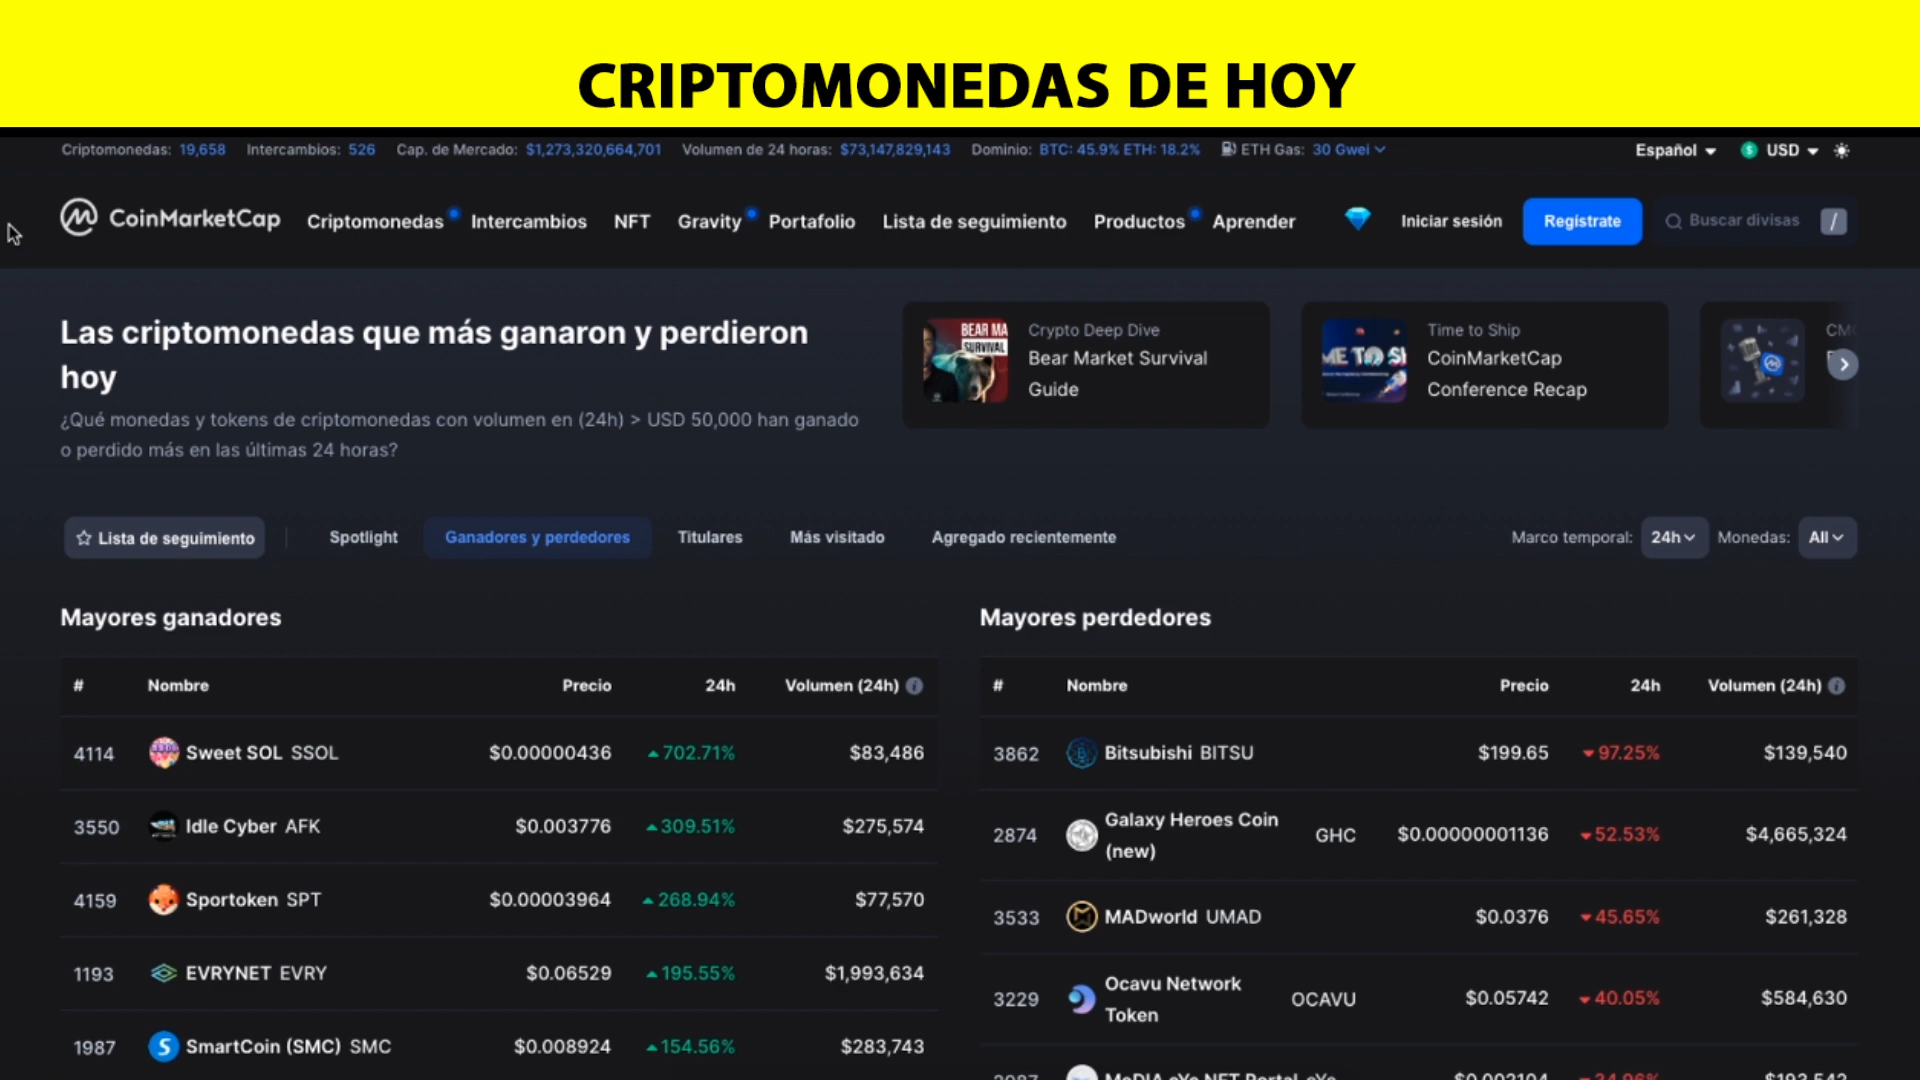 CRIPTOMONEDAS DE HOY
Criptomonedas: 19,658 Intercambios: 526 Cap. de Mercado: $1,273,320,664,701 Volumen de 24 horas: $73,147,829,143 Dominio: BTC: 45.9% ETH: 18.2% ETH Gas: 30 Gwei Español USD
CoinMarketCap Criptomonedas Intercambios NFT Gravity Portafolio Lista de seguimiento Productos Aprender Iniciar sesión Regístrate Buscar divisas /
Las criptomonedas que más ganaron y perdieron
hoy
¿Qué monedas y tokens de criptomonedas con volumen en (24h) > USD 50,000 han ganado
o perdido más en las últimas 24 horas?
BEAR MA
SURVIVAL
Crypto Deep Dive
Bear Market Survival
Guide
ME TO SH
Time to Ship
CoinMarketCap
Conference Recap
Lista de seguimiento Spotlight Ganadores y perdedores Titulares Más visitado Agregado recientemente Marco temporal: 24h Monedas: All
Mayores ganadores
# Nombre Precio 24h Volumen (24h)
4114 Sweet SOL SSOL $0.00000436 702.71% $83,486
3550 Idle Cyber AFK $0.003776 309.51% $275,574
4159 Sportoken SPT $0.00003964 268.94% $77,570
1193 EVRYNET EVRY $0.06529 195.55% $1,993,634
1987 SmartCoin (SMC) SMC $0.008924 154.56% $283,743
Mayores perdedores
# Nombre Precio 24h Volumen (24h)
3862 Bitsubishi BITSU $199.65 97.25% $139,540
2874 Galaxy Heroes Coin
(new) GHC $0.00000001136 52.53% $4,665,324
3533 MADworld UMAD $0.0376 45.65% $261,328
3229 Ocavu Network
Token OCAVU $0.05742 40.05% $584,630